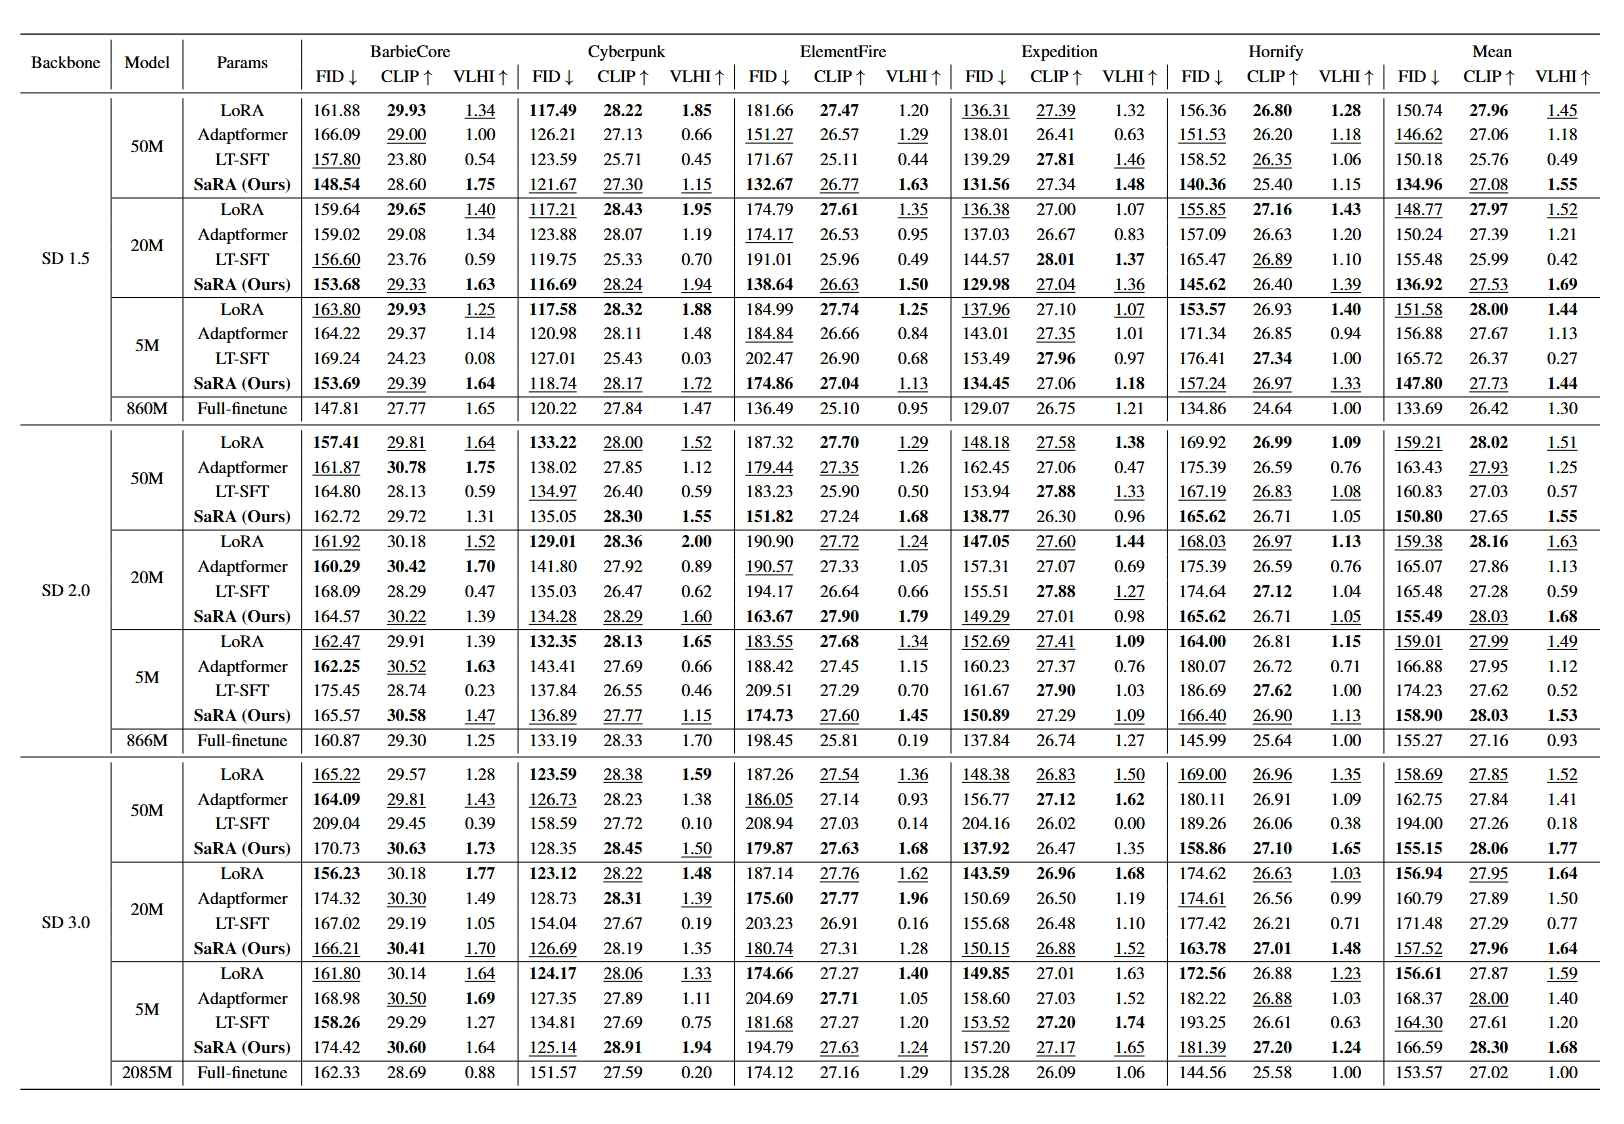 BarbieCore Cyberpunk ElementFire Expedition Hornify Mean
Backbone Model Params
FID ↓ CLIP ↑ VLHI ↑ FID ↓ CLIP ↑ VLHI ↑ FID ↓ CLIP ↑ VLHI ↑ FID ↓ CLIP ↑ VLHI ↑ FID ↓ CLIP ↑ VLHI ↑ FID ↓ CLIP ↑ VLHI ↑
SD 1.5
50M
LoRA 161.88 29.93 1.34 117.49 28.22 1.85 181.66 27.47 1.20 136.31 27.39 1.32 156.36 26.80 1.28 150.74 27.96 1.45
Adaptformer 166.09 29.00 1.00 126.21 27.13 0.66 151.27 26.57 1.29 138.01 26.41 0.63 151.53 26.20 1.18 146.62 27.06 1.18
LT-SFT 157.80 23.80 0.54 123.59 25.71 0.45 171.67 25.11 0.44 139.29 27.81 1.46 158.52 26.35 1.06 150.18 25.76 0.49
SaRA (Ours) 148.54 28.60 1.75 121.67 27.30 1.15 132.67 26.77 1.63 131.56 27.34 1.48 140.36 25.40 1.15 134.96 27.08 1.55
20M
LoRA 159.64 29.65 1.40 117.21 28.43 1.95 174.79 27.61 1.35 136.38 27.00 1.07 155.85 27.16 1.43 148.77 27.97 1.52
Adaptformer 159.02 29.08 1.34 123.88 28.07 1.19 174.17 26.53 0.95 137.03 26.67 0.83 157.09 26.63 1.20 150.24 27.39 1.21
LT-SFT 156.60 23.76 0.59 119.75 25.33 0.70 191.01 25.96 0.49 144.57 28.01 1.37 165.47 26.89 1.10 155.48 25.99 0.42
SaRA (Ours) 153.68 29.33 1.63 116.69 28.24 1.94 138.64 26.63 1.50 129.98 27.04 1.36 145.62 26.40 1.39 136.92 27.53 1.69
5M
LoRA 163.80 29.93 1.25 117.58 28.32 1.88 184.99 27.74 1.25 137.96 27.10 1.07 153.57 26.93 1.40 151.58 28.00 1.44
Adaptformer 164.22 29.37 1.14 120.98 28.11 1.48 184.84 26.66 0.84 143.01 27.35 1.01 171.34 26.85 0.94 156.88 27.67 1.13
LT-SFT 169.24 24.23 0.08 127.01 25.43 0.03 202.47 26.90 0.68 153.49 27.96 0.97 176.41 27.34 1.00 165.72 26.37 0.27
SaRA (Ours) 153.69 29.39 1.64 118.74 28.17 1.72 174.86 27.04 1.13 134.45 27.06 1.18 157.24 26.97 1.33 147.80 27.73 1.44
860M Full-finetune 147.81 27.77 1.65 120.22 27.84 1.47 136.49 25.10 0.95 129.07 26.75 1.21 134.86 24.64 1.00 133.69 26.42 1.30
SD 2.0
50M
LoRA 157.41 29.81 1.64 133.22 28.00 1.52 187.32 27.70 1.29 148.18 27.58 1.38 169.92 26.99 1.09 159.21 28.02 1.51
Adaptformer 161.87 30.78 1.75 138.02 27.85 1.12 179.44 27.35 1.26 162.45 27.06 0.47 175.39 26.59 0.76 163.43 27.93 1.25
LT-SFT 164.80 28.13 0.59 134.97 26.40 0.59 183.23 25.90 0.50 153.94 27.88 1.33 167.19 26.83 1.08 160.83 27.03 0.57
SaRA (Ours) 162.72 29.72 1.31 135.05 28.30 1.55 151.82 27.24 1.68 138.77 26.30 0.96 165.62 26.71 1.05 150.80 27.65 1.55
20M
LoRA 161.92 30.18 1.52 129.01 28.36 2.00 190.90 27.72 1.24 147.05 27.60 1.44 168.03 26.97 1.13 159.38 28.16 1.63
Adaptformer 160.29 30.42 1.70 141.80 27.92 0.89 190.57 27.33 1.05 157.31 27.07 0.69 175.39 26.59 0.76 165.07 27.86 1.13
LT-SFT 168.09 28.29 0.47 135.03 26.47 0.62 194.17 26.64 0.66 155.51 27.88 1.27 174.64 27.12 1.04 165.48 27.28 0.59
SaRA (Ours) 164.57 30.22 1.39 134.28 28.29 1.60 163.67 27.90 1.79 149.29 27.01 0.98 165.62 26.71 1.05 155.49 28.03 1.68
5M
LoRA 162.47 29.91 1.39 132.35 28.13 1.65 183.55 27.68 1.34 152.69 27.41 1.09 164.00 26.81 1.15 159.01 27.99 1.49
Adaptformer 162.25 30.52 1.63 143.41 27.69 0.66 188.42 27.45 1.15 160.23 27.37 0.76 180.07 26.72 0.71 166.88 27.95 1.12
LT-SFT 175.45 28.74 0.23 137.84 26.55 0.46 209.51 27.29 0.70 161.67 27.90 1.03 186.69 27.62 1.00 174.23 27.62 0.52
SaRA (Ours) 165.57 30.58 1.47 136.89 27.77 1.15 174.73 27.60 1.45 150.89 27.29 1.09 166.40 26.90 1.13 158.90 28.03 1.53
866M Full-finetune 160.87 29.30 1.25 133.19 28.33 1.70 198.45 25.81 0.19 137.84 26.74 1.27 145.99 25.64 1.00 155.27 27.16 0.93
SD 3.0
50M
LoRA 165.22 29.57 1.28 123.59 28.38 1.59 187.26 27.54 1.36 148.38 26.83 1.50 169.00 26.96 1.35 158.69 27.85 1.52
Adaptformer 164.09 29.81 1.43 126.73 28.23 1.38 186.05 27.14 0.93 156.77 27.12 1.62 180.11 26.91 1.09 162.75 27.84 1.41
LT-SFT 209.04 29.45 0.39 158.59 27.72 0.10 208.94 27.03 0.14 204.16 26.02 0.00 189.26 26.06 0.38 194.00 27.26 0.18
SaRA (Ours) 170.73 30.63 1.73 128.35 28.45 1.50 179.87 27.63 1.68 137.92 26.47 1.35 158.86 27.10 1.65 155.15 28.06 1.77
20M
LoRA 156.23 30.18 1.77 123.12 28.22 1.48 187.14 27.76 1.62 143.59 26.96 1.68 174.62 26.63 1.03 156.94 27.95 1.64
Adaptformer 174.32 30.30 1.49 128.73 28.31 1.39 175.60 27.77 1.96 150.69 26.50 1.19 174.61 26.56 0.99 160.79 27.89 1.50
LT-SFT 167.02 29.19 1.05 154.04 27.67 0.19 203.23 26.91 0.16 155.68 26.48 1.10 177.42 26.21 0.71 171.48 27.29 0.77
SaRA (Ours) 166.21 30.41 1.70 126.69 28.19 1.35 180.74 27.31 1.28 150.15 26.88 1.52 163.78 27.01 1.48 157.52 27.96 1.64
5M
LoRA 161.80 30.14 1.64 124.17 28.06 1.33 174.66 27.27 1.40 149.85 27.01 1.63 172.56 26.88 1.23 156.61 27.87 1.59
Adaptformer 168.98 30.50 1.69 127.35 27.89 1.11 204.69 27.71 1.05 158.60 27.03 1.52 182.22 26.88 1.03 168.37 28.00 1.40
LT-SFT 158.26 29.29 1.27 134.81 27.69 0.75 181.68 27.27 1.20 153.52 27.20 1.74 193.25 26.61 0.63 164.30 27.61 1.20
SaRA (Ours) 174.42 30.60 1.64 125.14 28.91 1.94 194.79 27.63 1.24 157.20 27.17 1.65 181.39 27.20 1.24 166.59 28.30 1.68
2085M Full-finetune 162.33 28.69 0.88 151.57 27.59 0.20 174.12 27.16 1.29 135.28 26.09 1.06 144.56 25.58 1.00 153.57 27.02 1.00